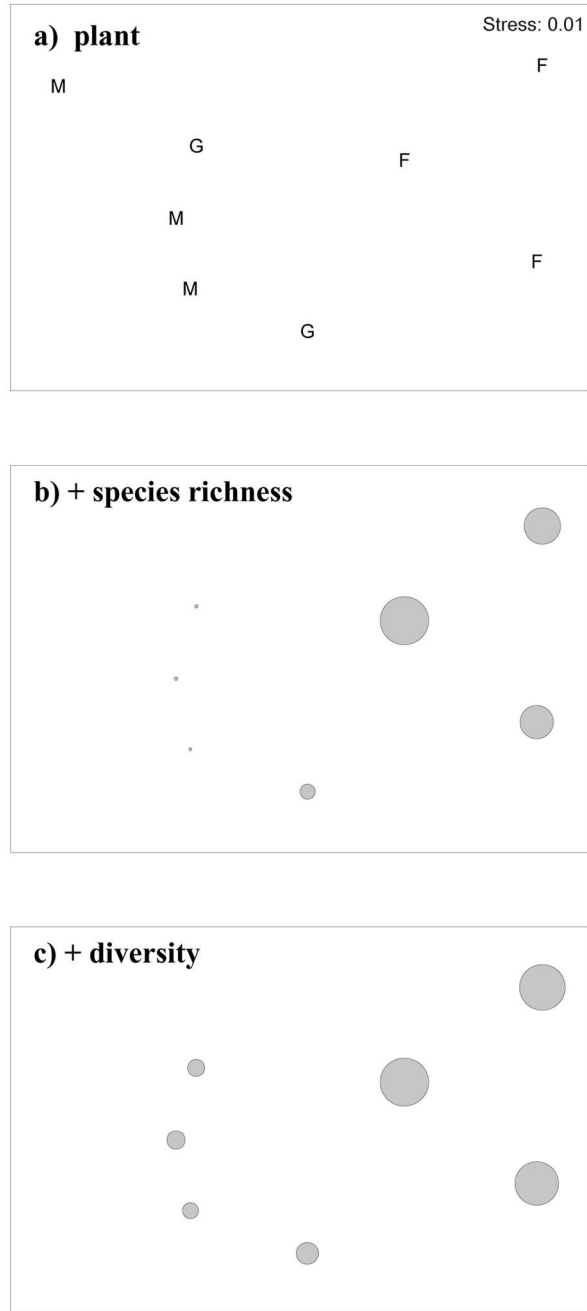 a) plant
Stress: 0.01
F
M
G
F
M
F
M
G
b) + species richness
c) + diversity